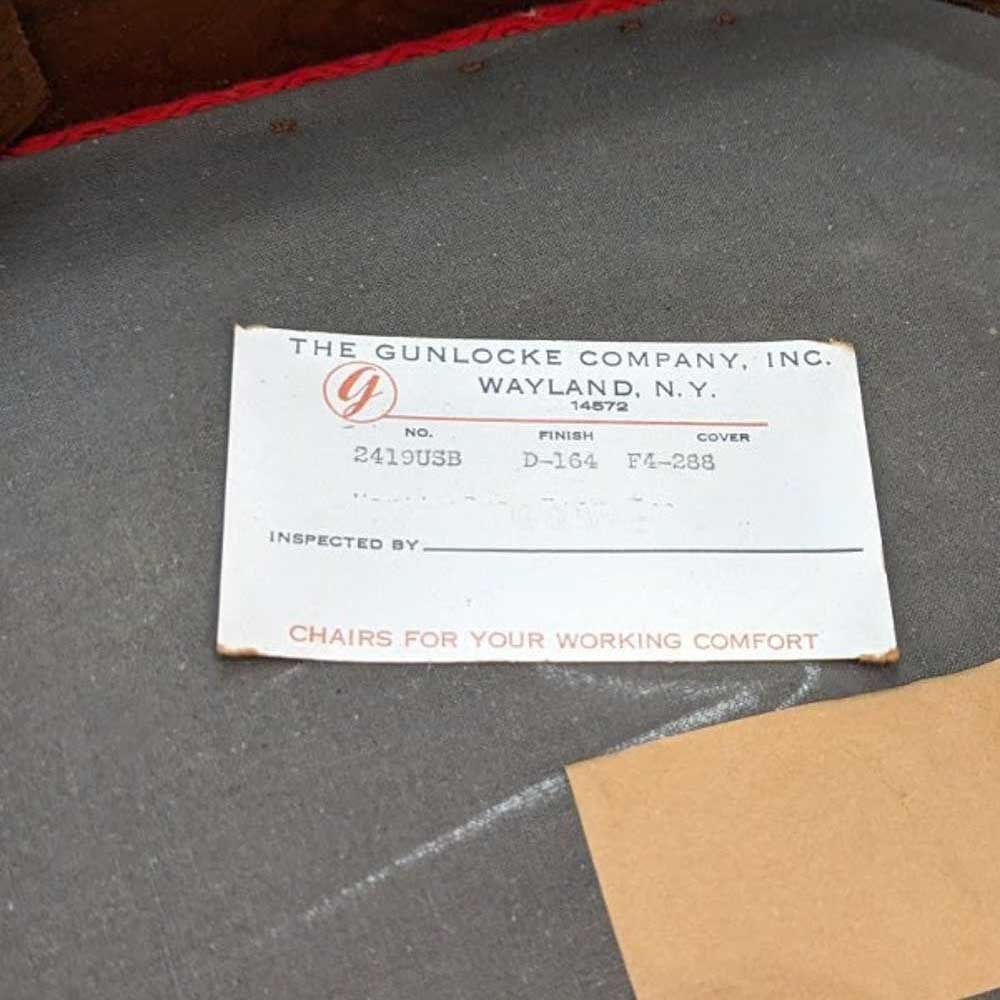 THE GUNLOCKE COMPANY, INC.
g
WAYLAND, N.Y.
14572
NO. FINISH COVER
2419USB D-164 F4-288
INSPECTED BY
CHAIRS FOR YOUR WORKING COMFORT